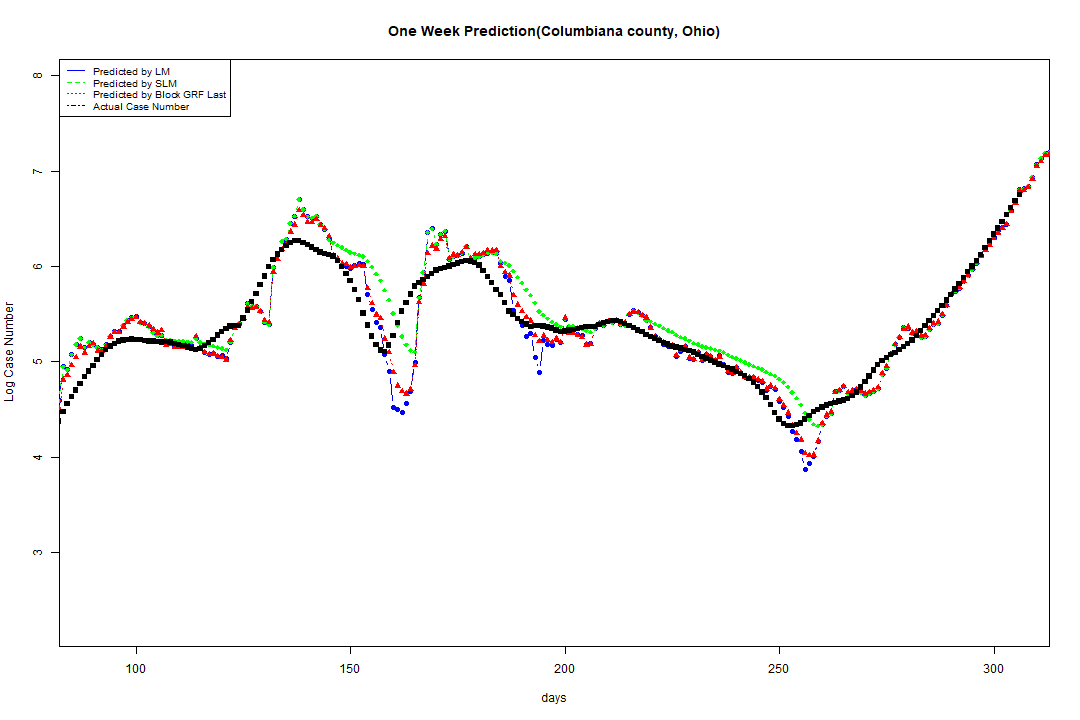 One Week Prediction(Columbiana county, Ohio)
Predicted by LM
Predicted by SLM
Predicted by Block GRF Last
Actual Case Number
8
7
6
5
4
3
Log Case Number
100 150 200 250 300
days